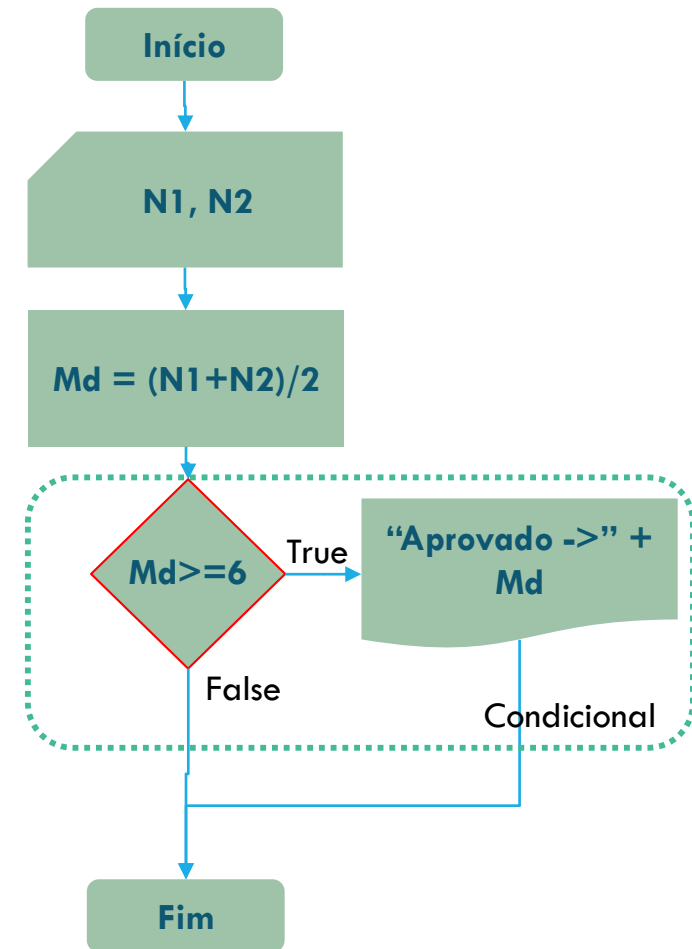 Início
N1, N2
Md = (N1+N2)/2
Md>=6
True
“Aprovado ->” +
Md
False
Condicional
Fim